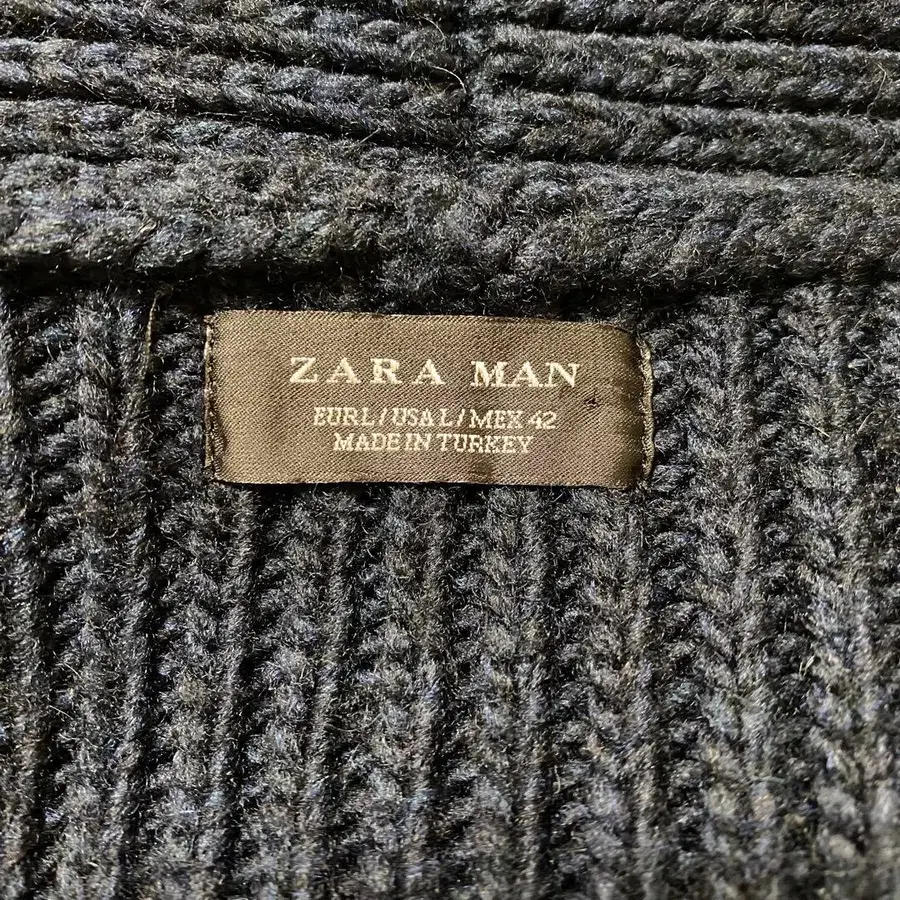 ZARA MAN
EUR L / USA L / MEX 42
MADE IN TURKEY